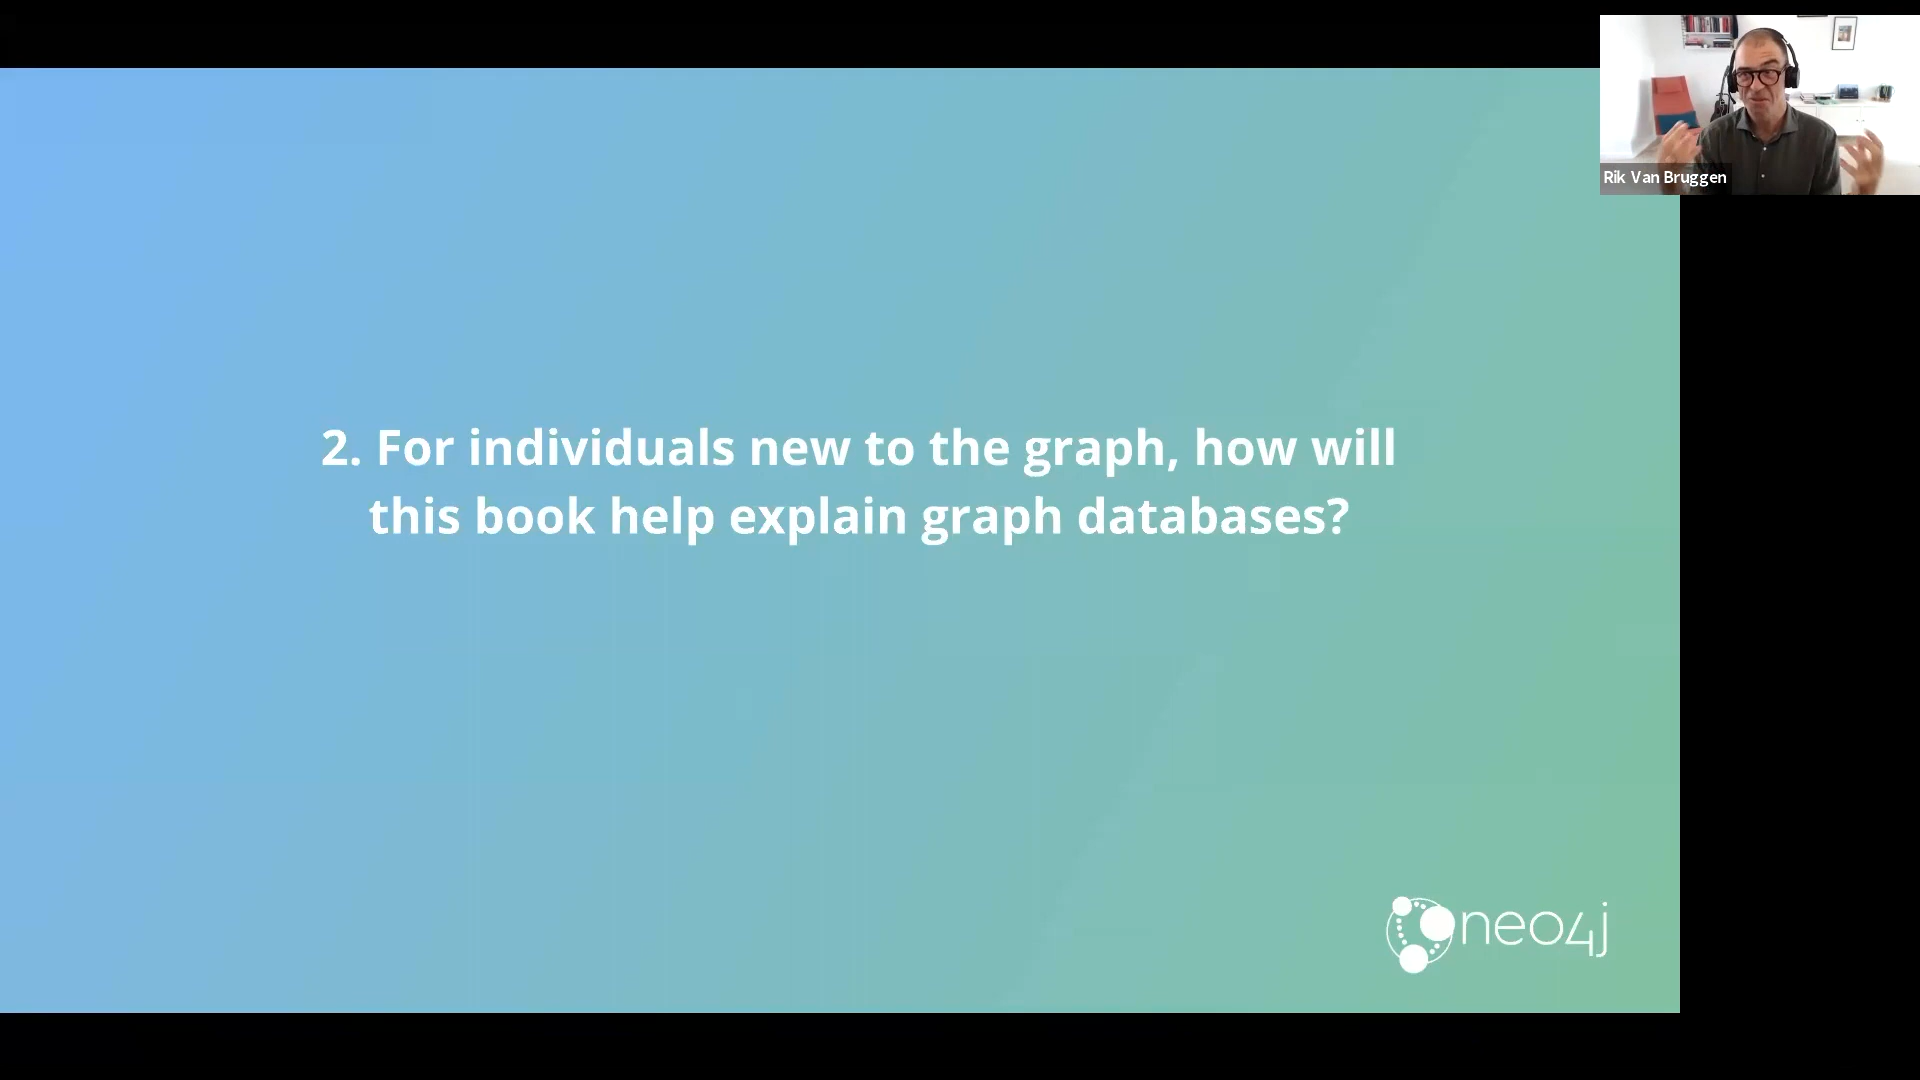 Rik Van Bruggen
2. For individuals new to the graph, how will
this book help explain graph databases?
neo4j